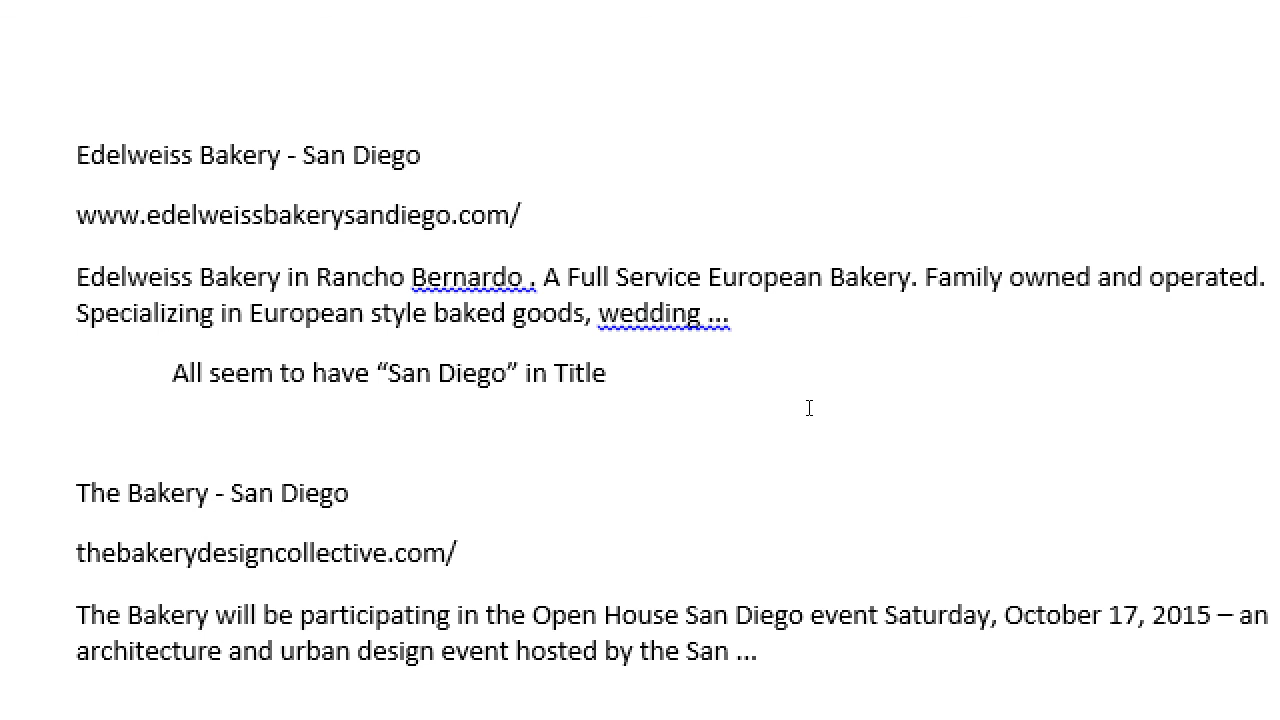 Edelweiss Bakery - San Diego
www.edelweissbakerysandiego.com/
Edelweiss Bakery in Rancho Bernardo . A Full Service European Bakery. Family owned and operated.
Specializing in European style baked goods, wedding ...
All seem to have “San Diego” in Title
The Bakery - San Diego
thebakerydesigncollective.com/
The Bakery will be participating in the Open House San Diego event Saturday, October 17, 2015 – an
architecture and urban design event hosted by the San ...